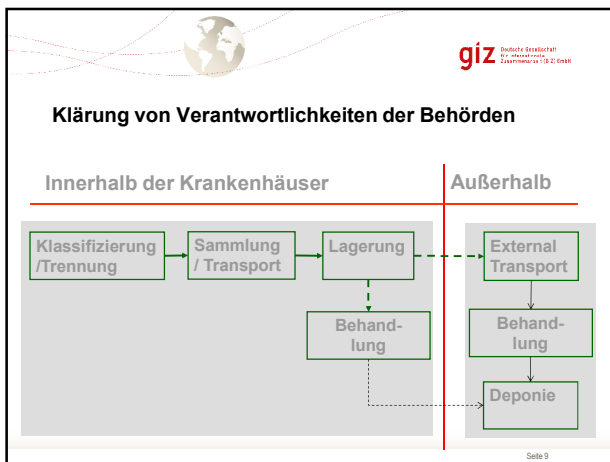 giz
Deutsche Gesellschaft
für Internationale
Zusammenarbeit (GIZ) GmbH
Klärung von Verantwortlichkeiten der Behörden
Innerhalb der Krankenhäuser
Außerhalb
Klassifizierung
/Trennung
Sammlung
/ Transport
Lagerung
External
Transport
Behand-
lung
Behand-
lung
Deponie
Seite 9